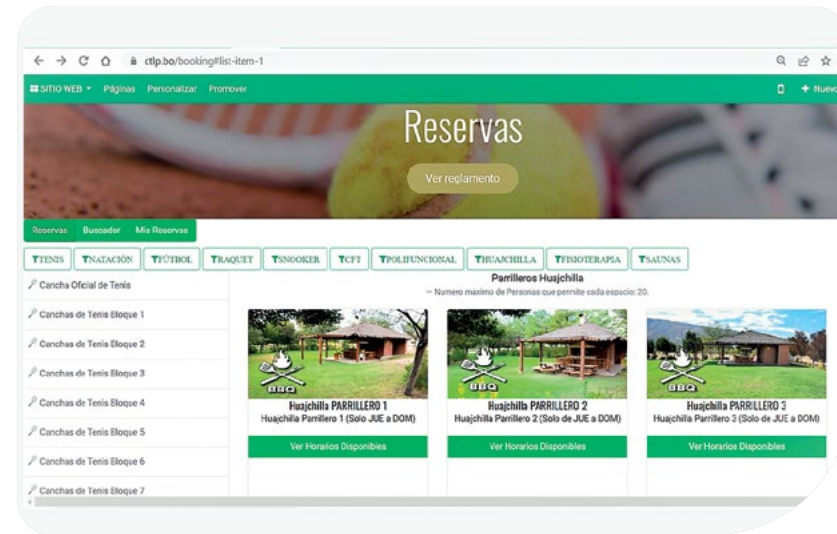 ctlp.bo/booking#list-item-1
SITIO WEB Páginas Personalizar Promover + Nuevo
Reservas
Ver reglamento
Reservas Buscador Mis Reservas
TENIS NATACIÓN FÚTBOL RAQUET SNOOKER CFT POLIFUNCIONAL HUAJCHILLA FISIOTERAPIA SAUNAS
Cancha Oficial de Tenis
Canchas de Tenis Bloque 1
Canchas de Tenis Bloque 2
Canchas de Tenis Bloque 3
Canchas de Tenis Bloque 4
Canchas de Tenis Bloque 5
Canchas de Tenis Bloque 6
Canchas de Tenis Bloque 7
Parrilleros Huajchilla
— Numero maximo de Personas que permite cada espacio: 20.
BBQ
Huajchilla PARRILLERO 1
Huajchilla Parrillero 1 (Solo JUE a DOM)
Ver Horarios Disponibles
BBQ
Huajchilla PARRILLERO 2
Huajchilla Parrillero 2 (Solo de JUE a DOM)
Ver Horarios Disponibles
BBQ
Huajchilla PARRILLERO 3
Huajchilla Parrillero 3 (Solo de JUE a DOM)
Ver Horarios Disponibles